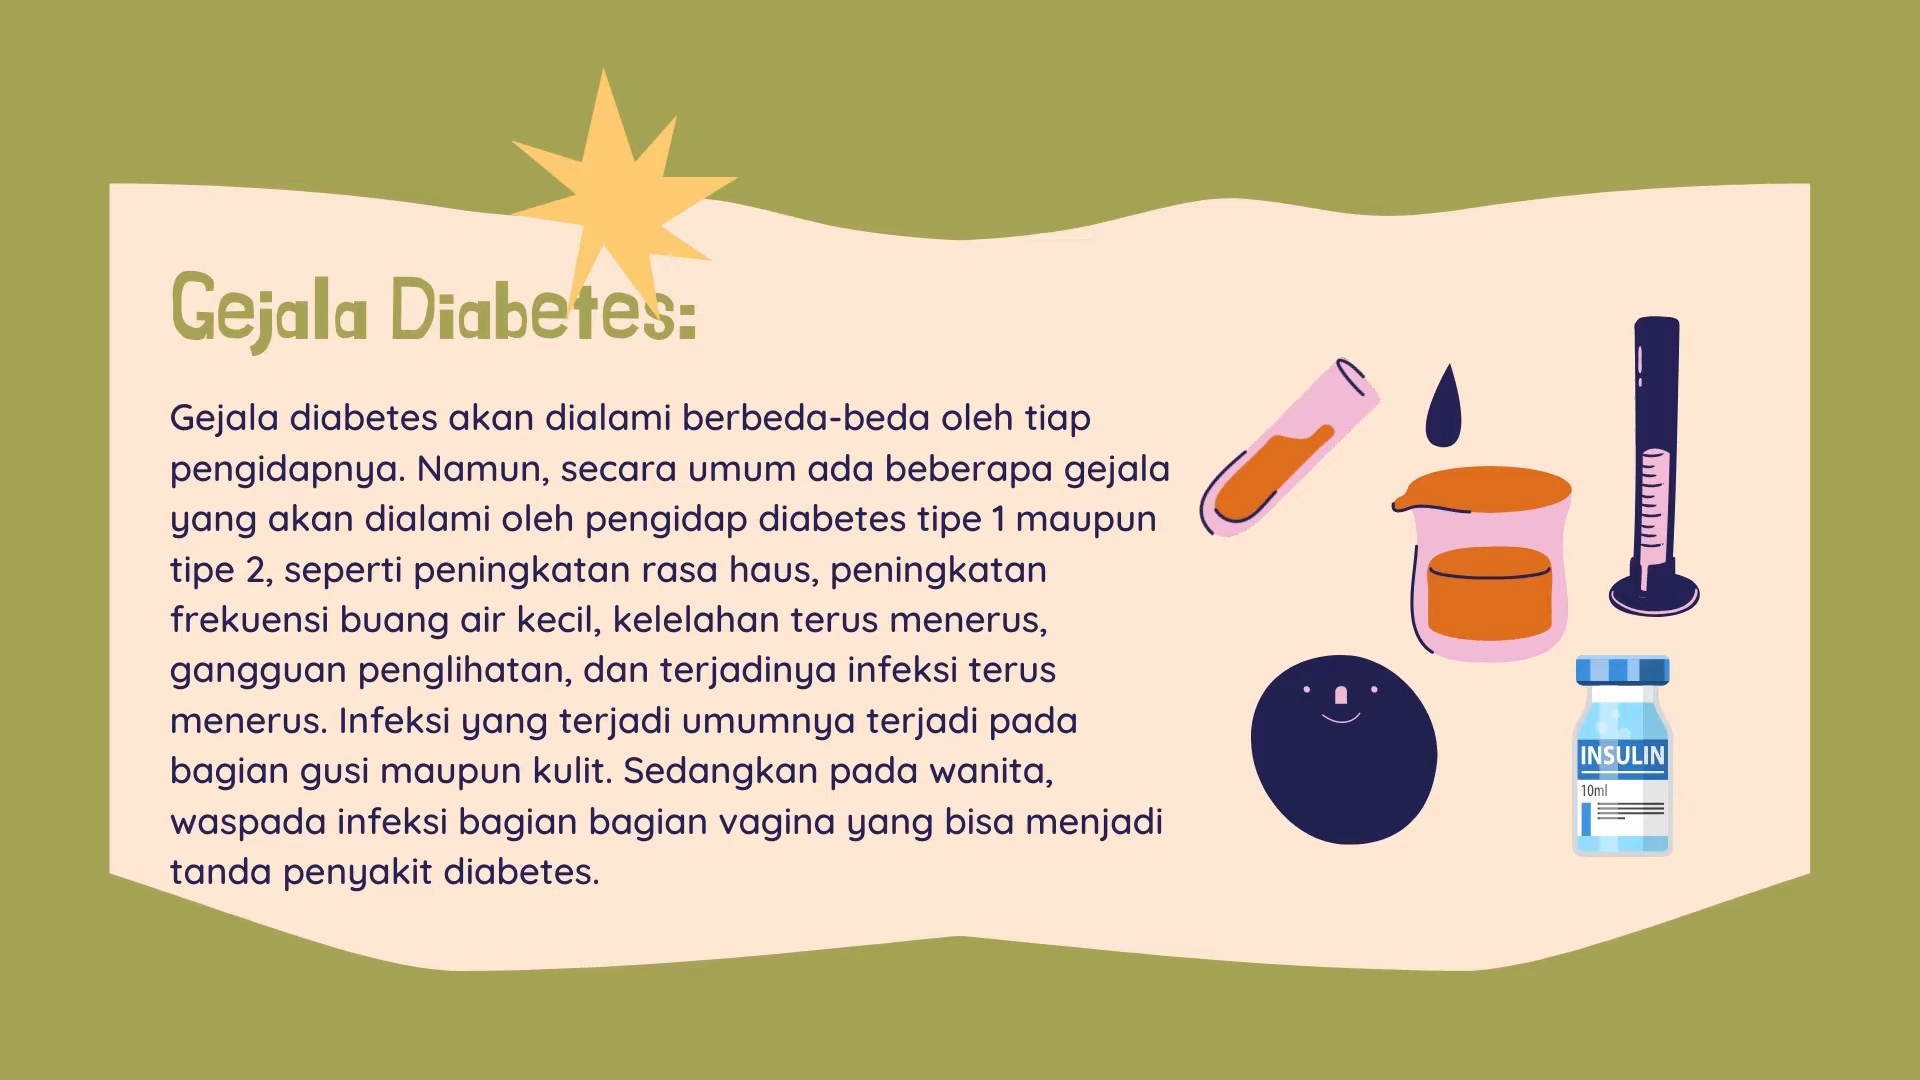 Gejala Diabetes:
Gejala diabetes akan dialami berbeda-beda oleh tiap
pengidapnya. Namun, secara umum ada beberapa gejala
yang akan dialami oleh pengidap diabetes tipe 1 maupun
tipe 2, seperti peningkatan rasa haus, peningkatan
frekuensi buang air kecil, kelelahan terus menerus,
gangguan penglihatan, dan terjadinya infeksi terus
menerus. Infeksi yang terjadi umumnya terjadi pada
bagian gusi maupun kulit. Sedangkan pada wanita,
waspada infeksi bagian bagian vagina yang bisa menjadi
tanda penyakit diabetes.
INSULIN
10ml